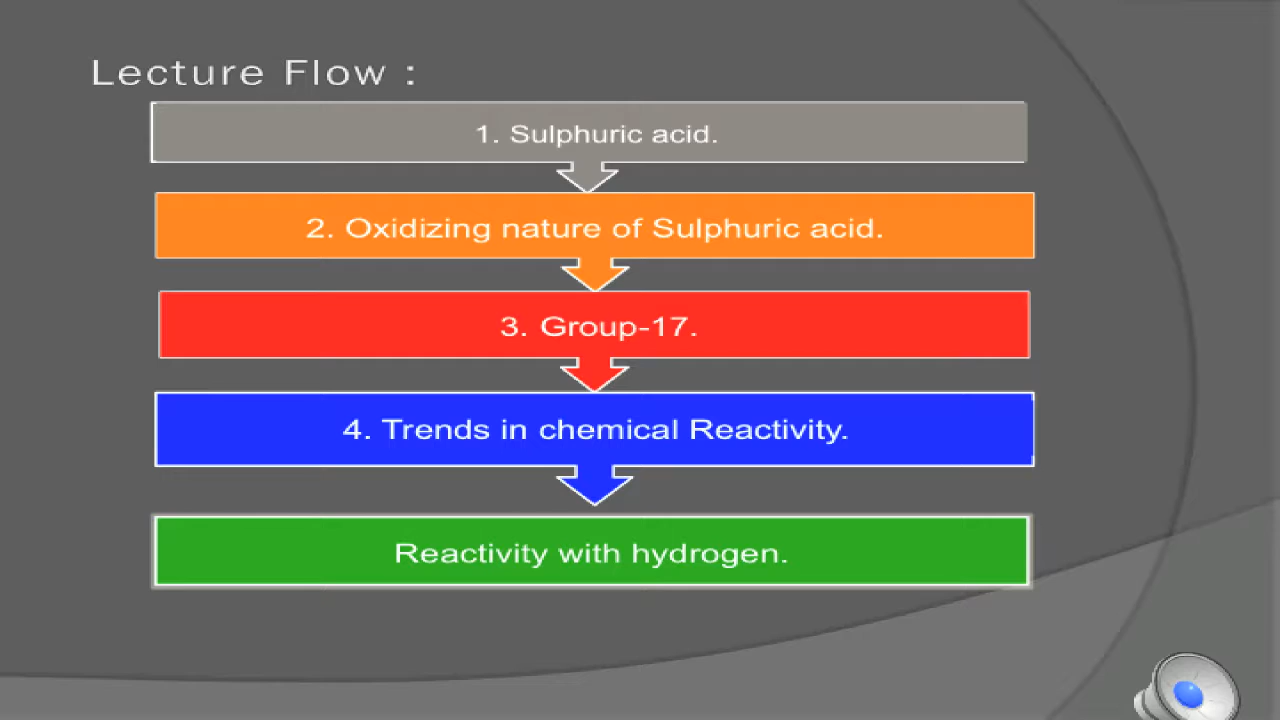 Lecture Flow :
1. Sulphuric acid.
2. Oxidizing nature of Sulphuric acid.
3. Group-17.
4. Trends in chemical Reactivity.
Reactivity with hydrogen.